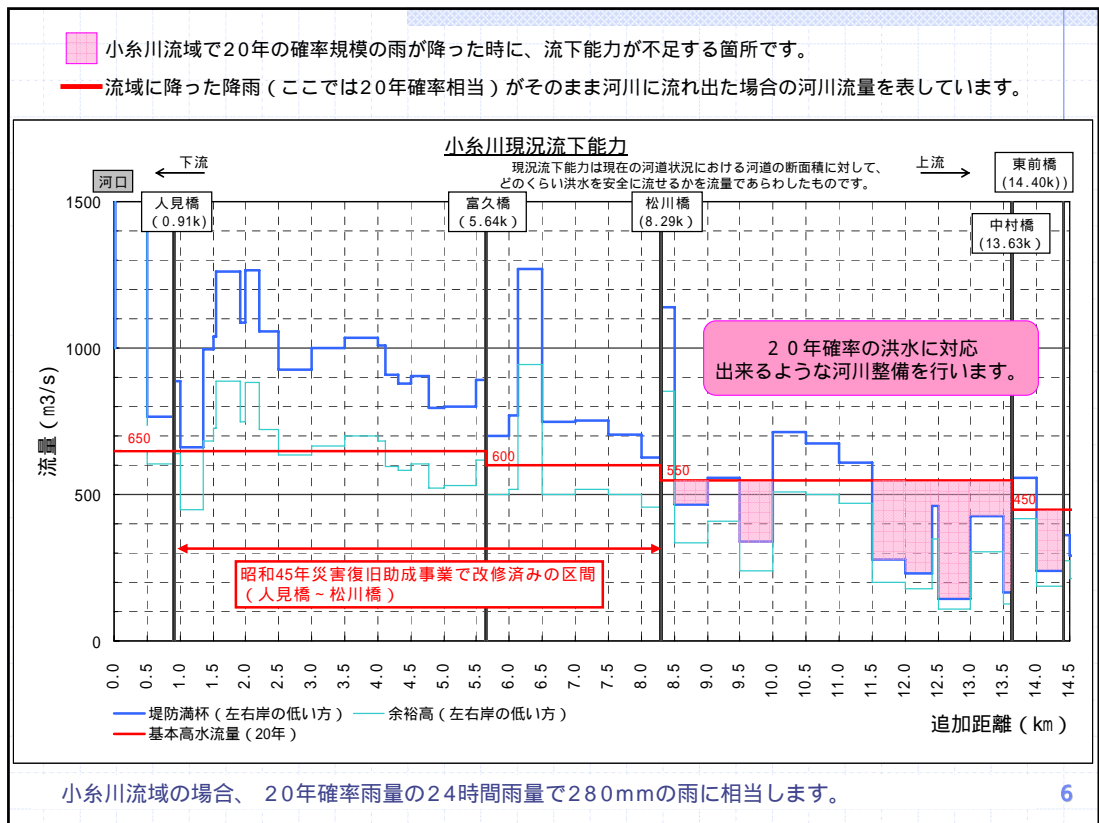 小糸川流域で20年の確率規模の雨が降った時に、流下能力が不足する箇所です。
流域に降った降雨（ここでは20年確率相当）がそのまま河川に流れ出た場合の河川流量を表しています。
小糸川現況流下能力
現況流下能力は現在の河道状況における河道の断面積に対して、
どのくらい洪水を安全に流せるかを流量であらわしたものです。
下流
上流
河口
人見橋
（0.91k）
富久橋
（5.64k）
松川橋
（8.29k）
東前橋
（14.40k））
中村橋
（13.63k）
流量（m3/s）
1500
1000
500
0
650
600
550
450
20年確率の洪水に対応
出来るような河川整備を行います。
昭和45年災害復旧助成事業で改修済みの区間
（人見橋～松川橋）
0.0 0.5 1.0 1.5 2.0 2.5 3.0 3.5 4.0 4.5 5.0 5.5 6.0 6.5 7.0 7.5 8.0 8.5 9.0 9.5 10.0 10.5 11.0 11.5 12.0 12.5 13.0 13.5 14.0 14.5
追加距離（km）
堤防満杯（左右岸の低い方）
余裕高（左右岸の低い方）
基本高水流量（20年）
小糸川流域の場合、20年確率雨量の24時間雨量で280mmの雨に相当します。
6